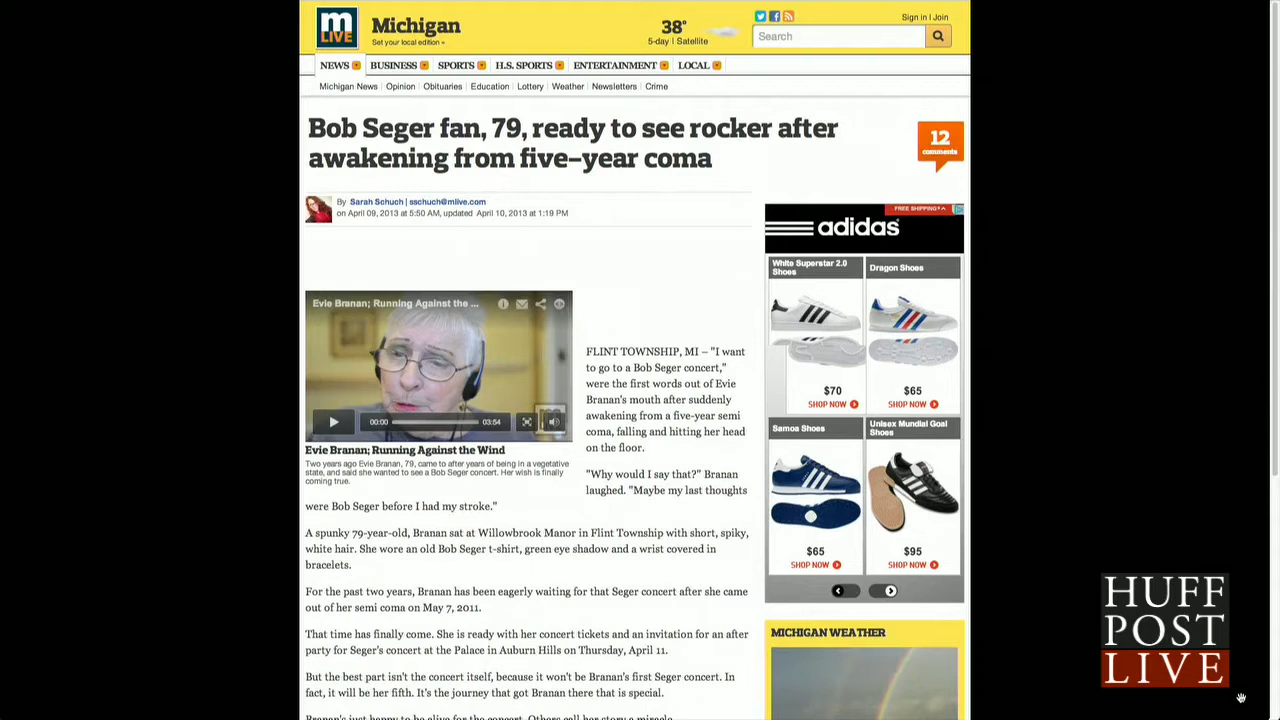 m
LIVE
Michigan
Set your local edition
38°
5-day | Satellite
Sign in | Join
Search
NEWS BUSINESS SPORTS H.S. SPORTS ENTERTAINMENT LOCAL
Michigan News Opinion Obituaries Education Lottery Weather Newsletters Crime
Bob Seger fan, 79, ready to see rocker after
awakening from five-year coma
12
comments
By Sarah Schuch | sschuch@mlive.com
on April 09, 2013 at 5:50 AM, updated April 10, 2013 at 1:19 PM
Evie Branan; Running Against the ...
00:00 03:54
Evie Branan; Running Against the Wind
Two years ago Evie Branan, 79, came to after years of being in a vegetative
state, and said she wanted to see a Bob Seger concert. Her wish is finally
coming true.
FLINT TOWNSHIP, MI – "I want
to go to a Bob Seger concert,"
were the first words out of Evie
Branan's mouth after suddenly
awakening from a five-year semi
coma, falling and hitting her head
on the floor.
"Why would I say that?" Branan
laughed. "Maybe my last thoughts
were Bob Seger before I had my stroke."
A spunky 79-year-old, Branan sat at Willowbrook Manor in Flint Township with short, spiky,
white hair. She wore an old Bob Seger t-shirt, green eye shadow and a wrist covered in
bracelets.
For the past two years, Branan has been eagerly waiting for that Seger concert after she came
out of her semi coma on May 7, 2011.
That time has finally come. She is ready with her concert tickets and an invitation for an after
party for Seger's concert at the Palace in Auburn Hills on Thursday, April 11.
But the best part isn't the concert itself, because it won't be Branan's first Seger concert. In
fact, it will be her fifth. It's the journey that got Branan there that is special.
Branan's just happy to be alive for the concert. Others call her story a miracle.
FREE SHIPPING*
adidas
White Superstar 2.0
Shoes
Dragon Shoes
$70
SHOP NOW
$65
SHOP NOW
Samoa Shoes
Unisex Mundial Goal
Shoes
$65
SHOP NOW
$95
SHOP NOW
MICHIGAN WEATHER
HUFF
POST
LIVE